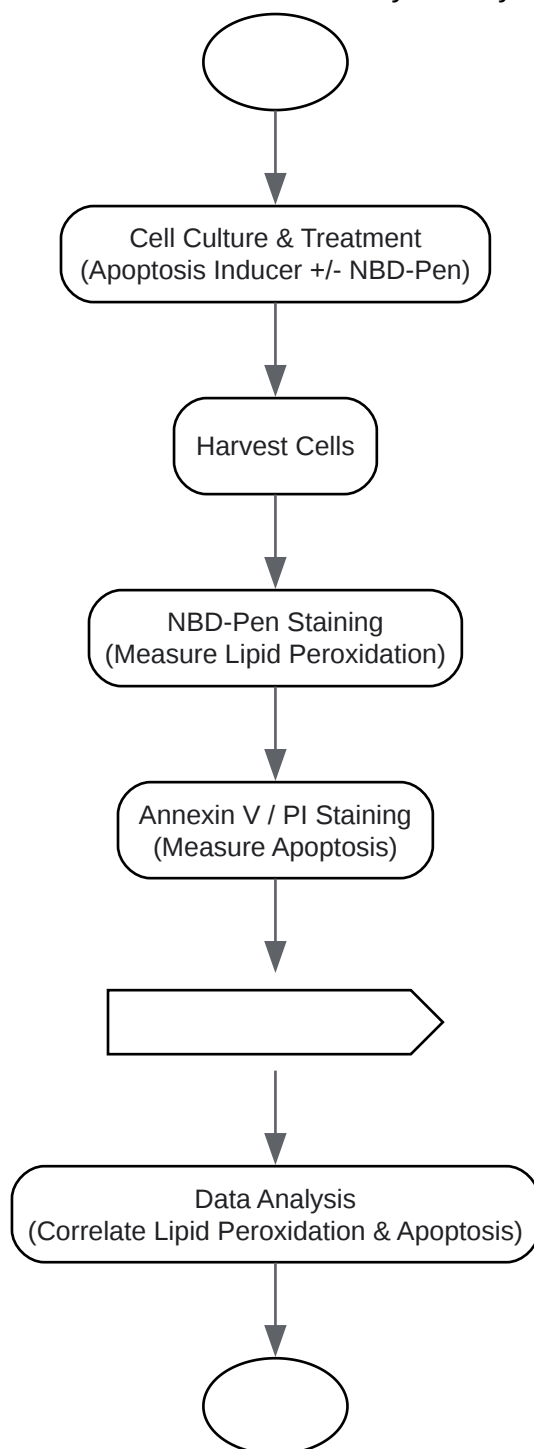 Cell Culture & Treatment
(Apoptosis Inducer +/- NBD-Pen)
Harvest Cells
NBD-Pen Staining
(Measure Lipid Peroxidation)
Annexin V / PI Staining
(Measure Apoptosis)
Data Analysis
(Correlate Lipid Peroxidation & Apoptosis)